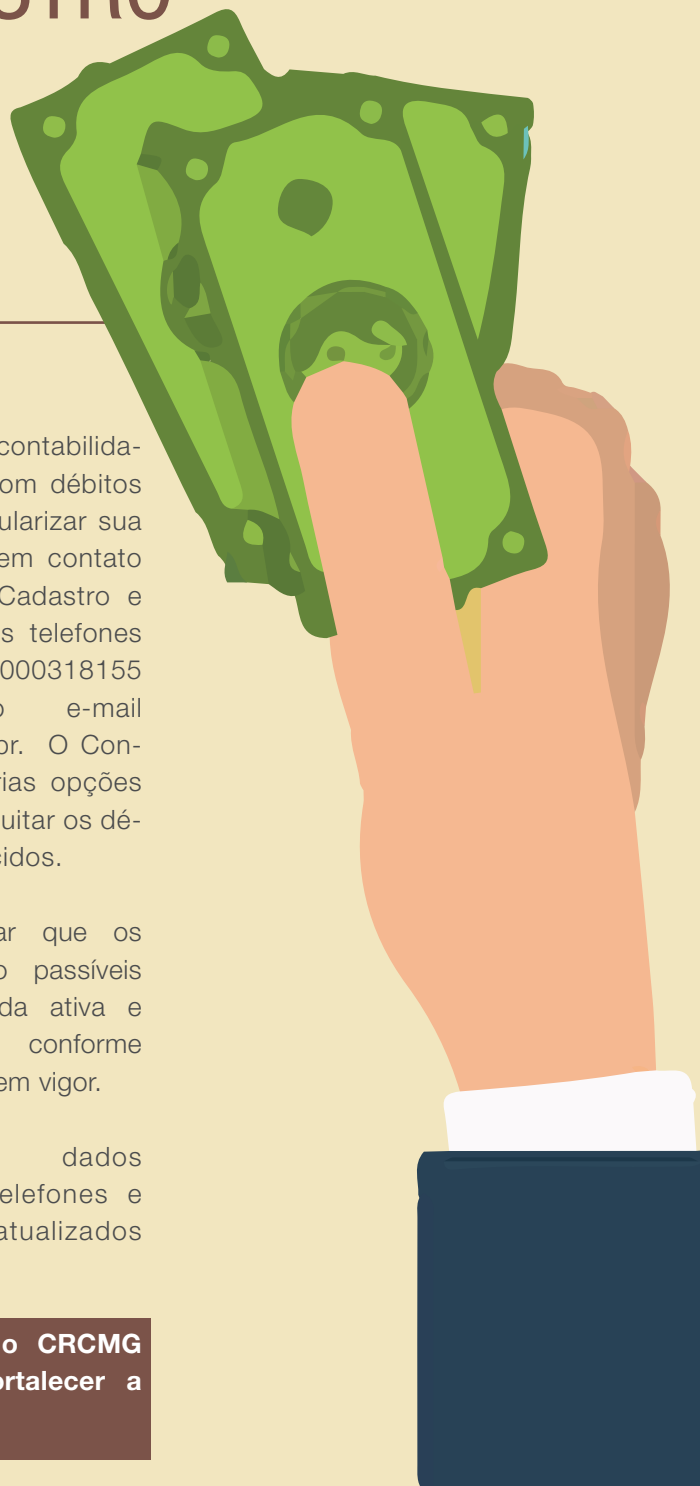 STRO
contabilida-
om débitos
ularizar sua
em contato
Cadastro e
s telefones
000318155
o e-mail
or. O Con-
rias opções
uitar os dé-
cidos.
ar que os
o passíveis
da ativa e
conforme
em vigor.
dados
elefones e
atualizados
o CRCMG
ortalecer a